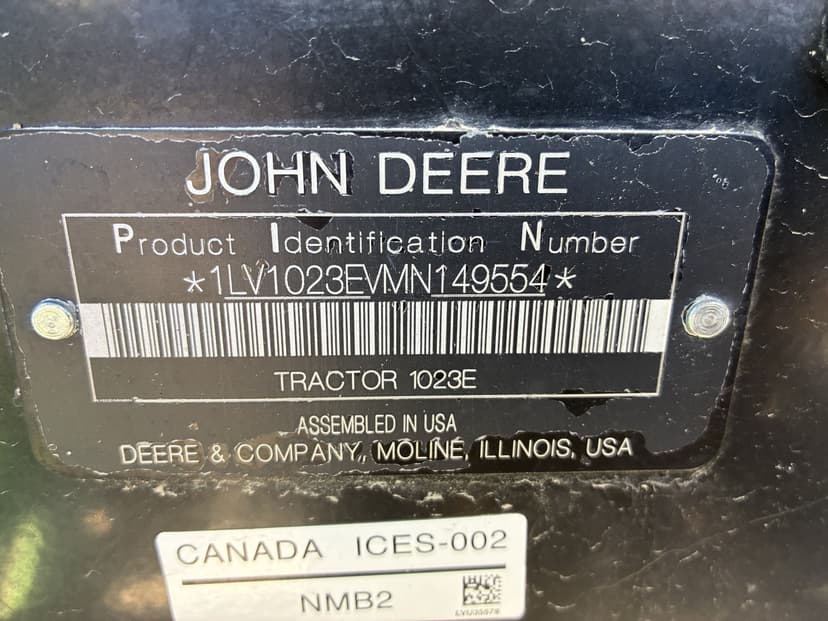 JOHN DEERE
Product Identification Number
*1LV1023EVMN149554*
TRACTOR 1023E
ASSEMBLED IN USA
DEERE & COMPANY, MOLINE, ILLINOIS, USA
CANADA ICES-002
NMB2